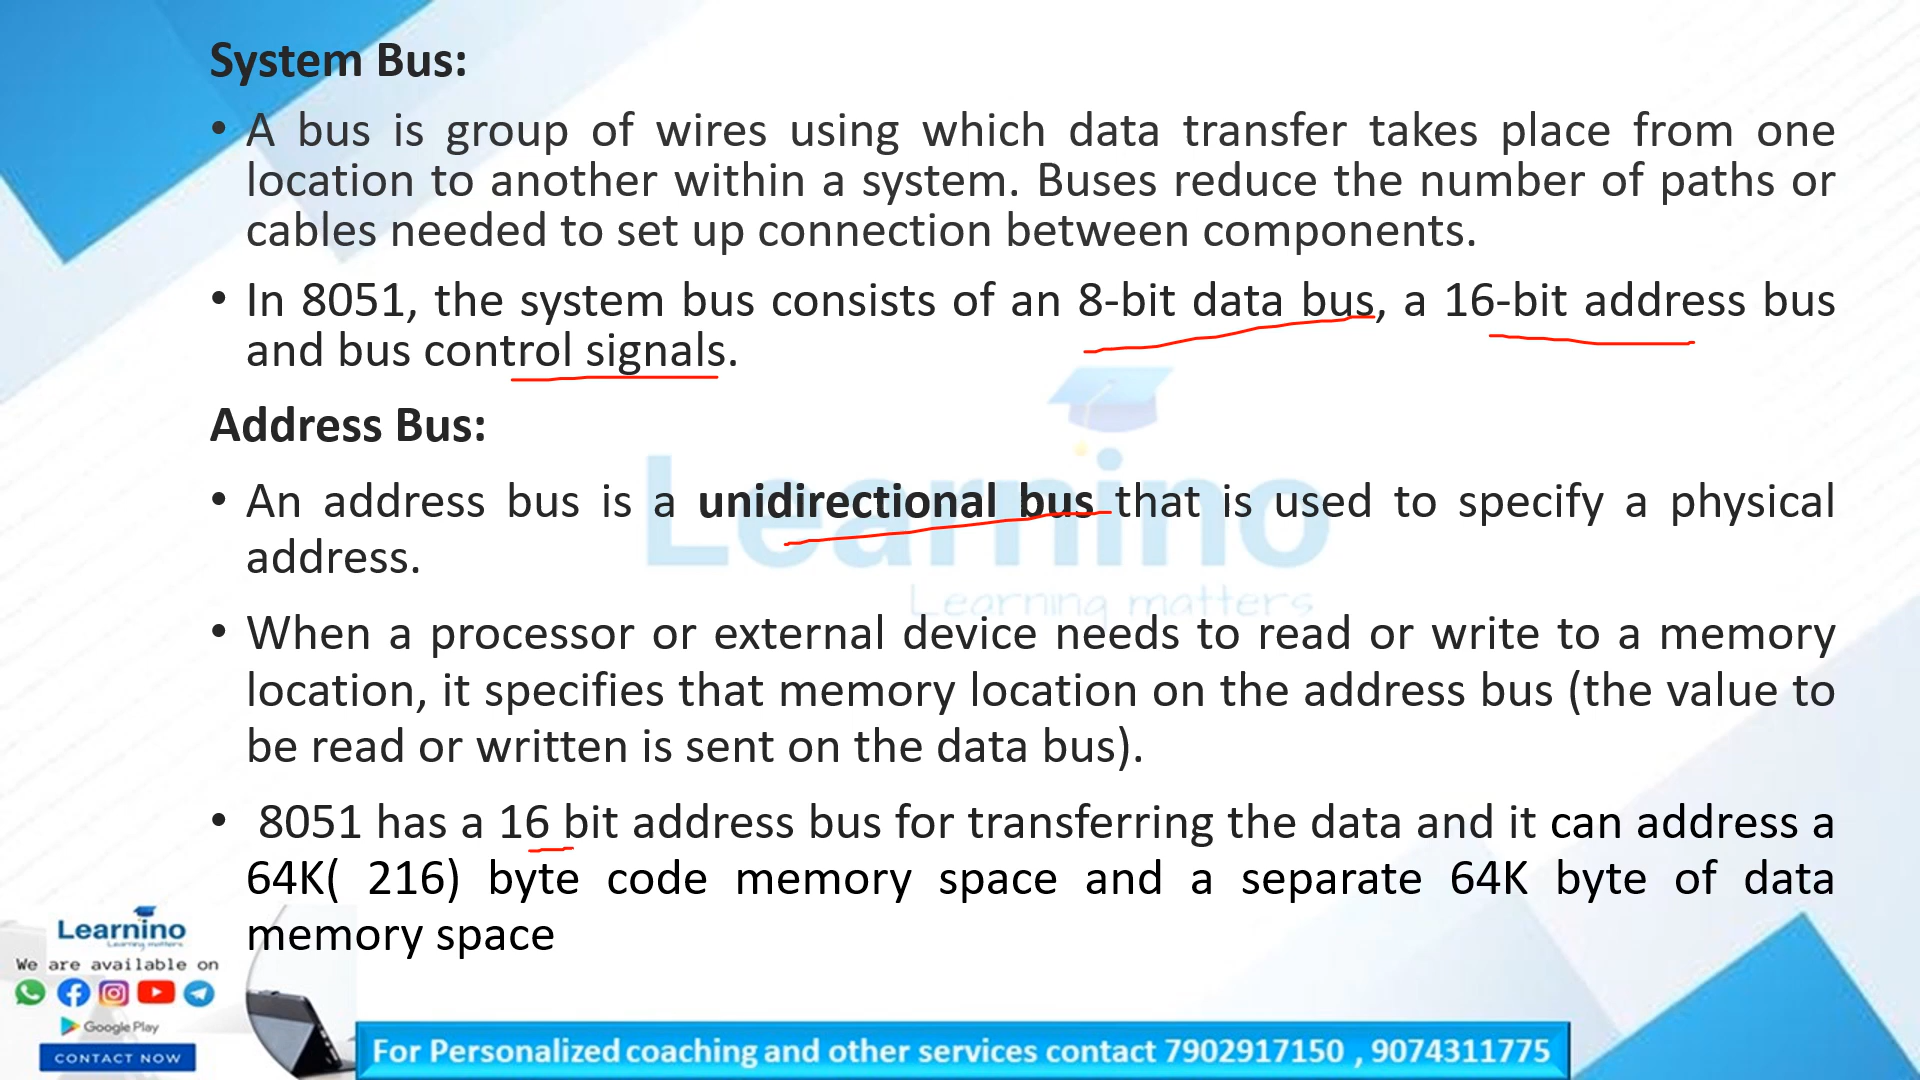 System Bus:
• A bus is group of wires using which data transfer takes place from one
location to another within a system. Buses reduce the number of paths or
cables needed to set up connection between components.
• In 8051, the system bus consists of an 8-bit data bus, a 16-bit address bus
and bus control signals.
Address Bus:
• An address bus is a unidirectional bus that is used to specify a physical
address.
• When a processor or external device needs to read or write to a memory
location, it specifies that memory location on the address bus (the value to
be read or written is sent on the data bus).
• 8051 has a 16 bit address bus for transferring the data and it can address a
64K( 216) byte code memory space and a separate 64K byte of data
memory space
Learnino
Learning matters
Learnino
Learning matters
We are available on
Google Play
CONTACT NOW
For Personalized coaching and other services contact 7902917150 , 9074311775